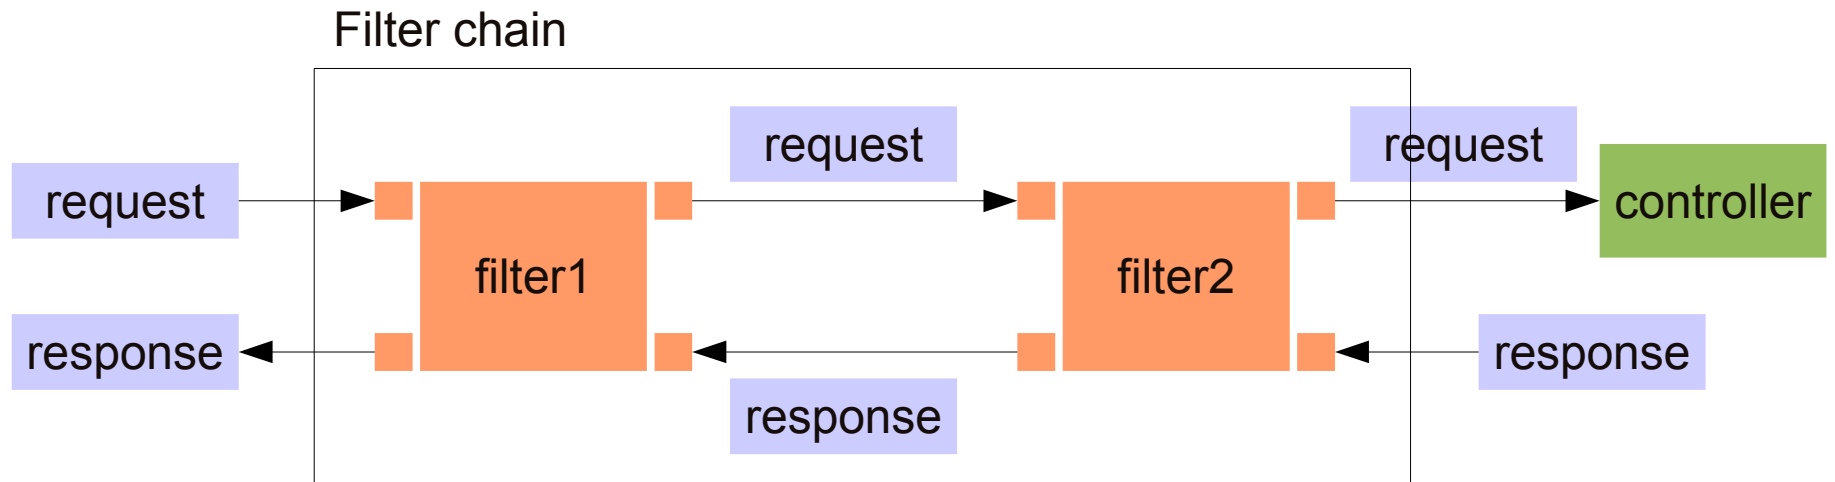 Filter chain
request
request
request
controller
filter1
filter2
response
response
response